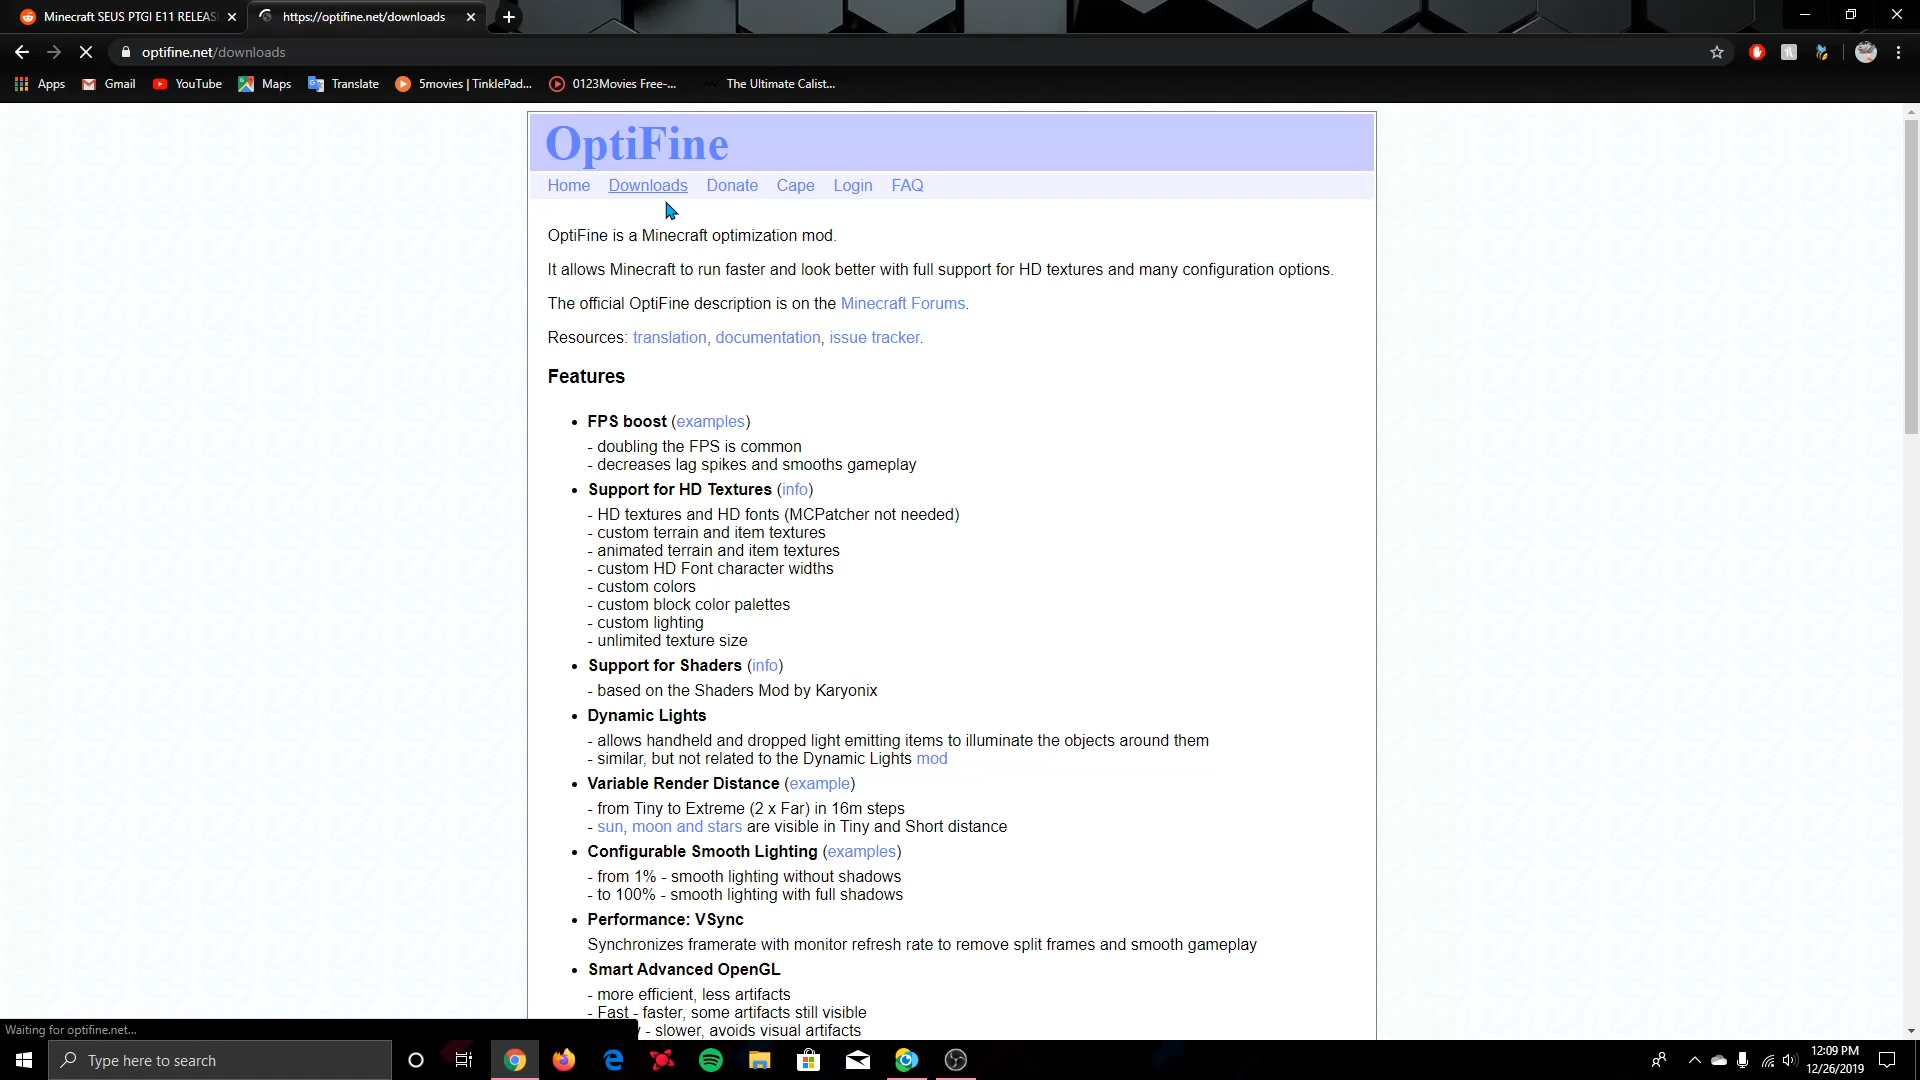 Minecraft SEUS PTGI E11 RELEAS
https://optifine.net/downloads
optifine.net/downloads
Apps
Gmail
YouTube
Maps
Translate
5movies | TinklePad...
0123Movies Free-...
The Ultimate Calist...
OptiFine
Home Downloads Donate Cape Login FAQ
OptiFine is a Minecraft optimization mod.
It allows Minecraft to run faster and look better with full support for HD textures and many configuration options.
The official OptiFine description is on the Minecraft Forums.
Resources: translation, documentation, issue tracker.
Features
• FPS boost (examples)
- doubling the FPS is common
- decreases lag spikes and smooths gameplay
• Support for HD Textures (info)
- HD textures and HD fonts (MCPatcher not needed)
- custom terrain and item textures
- animated terrain and item textures
- custom HD Font character widths
- custom colors
- custom block color palettes
- custom lighting
- unlimited texture size
• Support for Shaders (info)
- based on the Shaders Mod by Karyonix
• Dynamic Lights
- allows handheld and dropped light emitting items to illuminate the objects around them
- similar, but not related to the Dynamic Lights mod
• Variable Render Distance (example)
- from Tiny to Extreme (2 x Far) in 16m steps
- sun, moon and stars are visible in Tiny and Short distance
• Configurable Smooth Lighting (examples)
- from 1% - smooth lighting without shadows
- to 100% - smooth lighting with full shadows
• Performance: VSync
Synchronizes framerate with monitor refresh rate to remove split frames and smooth gameplay
• Smart Advanced OpenGL
- more efficient, less artifacts
- Fast - faster, some artifacts still visible
- slower, avoids visual artifacts
Waiting for optifine.net...
Type here to search
12:09 PM
12/26/2019